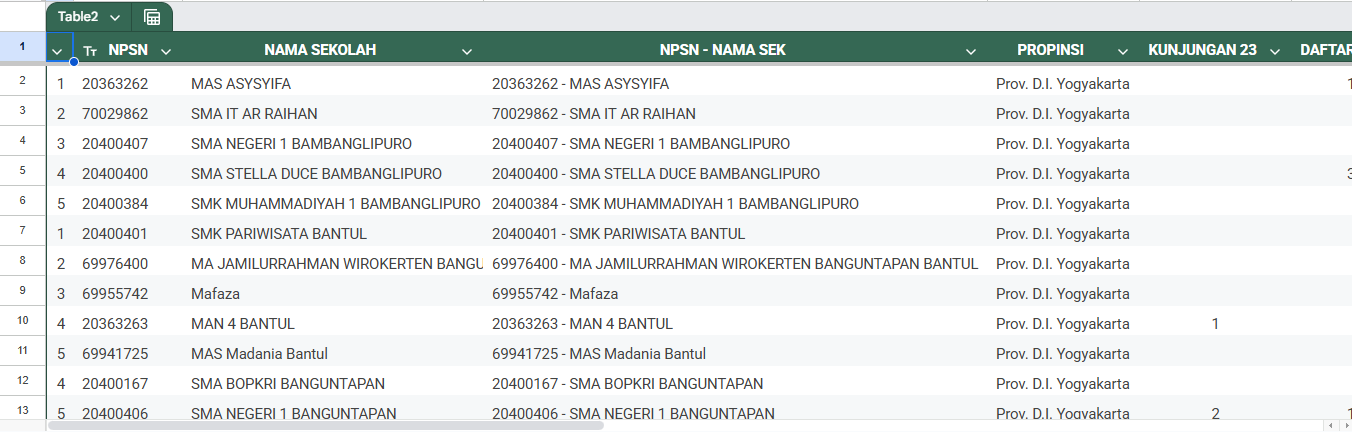 Table2
1 Tт NPSN NAMA SEKOLAH NPSN - NAMA SEK PROPINSI KUNJUNGAN 23 DAFTAR
2 1 20363262 MAS ASYSYIFA 20363262 - MAS ASYSYIFA Prov. D.I. Yogyakarta 1
3 2 70029862 SMA IT AR RAIHAN 70029862 - SMA IT AR RAIHAN Prov. D.I. Yogyakarta
4 3 20400407 SMA NEGERI 1 BAMBANGLIPURO 20400407 - SMA NEGERI 1 BAMBANGLIPURO Prov. D.I. Yogyakarta
5 4 20400400 SMA STELLA DUCE BAMBANGLIPURO 20400400 - SMA STELLA DUCE BAMBANGLIPURO Prov. D.I. Yogyakarta 3
6 5 20400384 SMK MUHAMMADIYAH 1 BAMBANGLIPURO 20400384 - SMK MUHAMMADIYAH 1 BAMBANGLIPURO Prov. D.I. Yogyakarta
7 1 20400401 SMK PARIWISATA BANTUL 20400401 - SMK PARIWISATA BANTUL Prov. D.I. Yogyakarta
8 2 69976400 MA JAMILURRAHMAN WIROKERTEN BANGU 69976400 - MA JAMILURRAHMAN WIROKERTEN BANGUNTAPAN BANTUL Prov. D.I. Yogyakarta
9 3 69955742 Mafaza 69955742 - Mafaza Prov. D.I. Yogyakarta
10 4 20363263 MAN 4 BANTUL 20363263 - MAN 4 BANTUL Prov. D.I. Yogyakarta 1
11 5 69941725 MAS Madania Bantul 69941725 - MAS Madania Bantul Prov. D.I. Yogyakarta
12 4 20400167 SMA BOPKRI BANGUNTAPAN 20400167 - SMA BOPKRI BANGUNTAPAN Prov. D.I. Yogyakarta
13 5 20400406 SMA NEGERI 1 BANGUNTAPAN 20400406 - SMA NEGERI 1 BANGUNTAPAN Prov. D.I. Yogyakarta 2 1